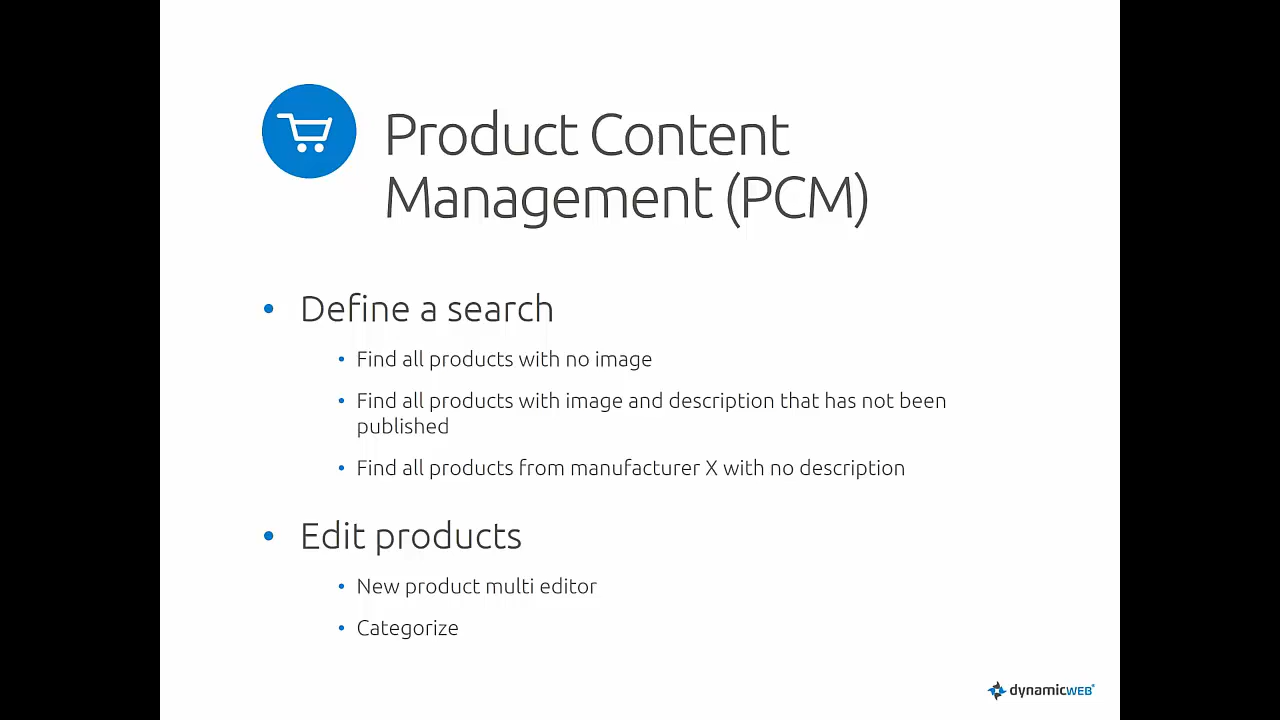 Product Content
Management (PCM)
• Define a search
• Find all products with no image
• Find all products with image and description that has not been
published
• Find all products from manufacturer X with no description
• Edit products
• New product multi editor
• Categorize
dynamicWEB